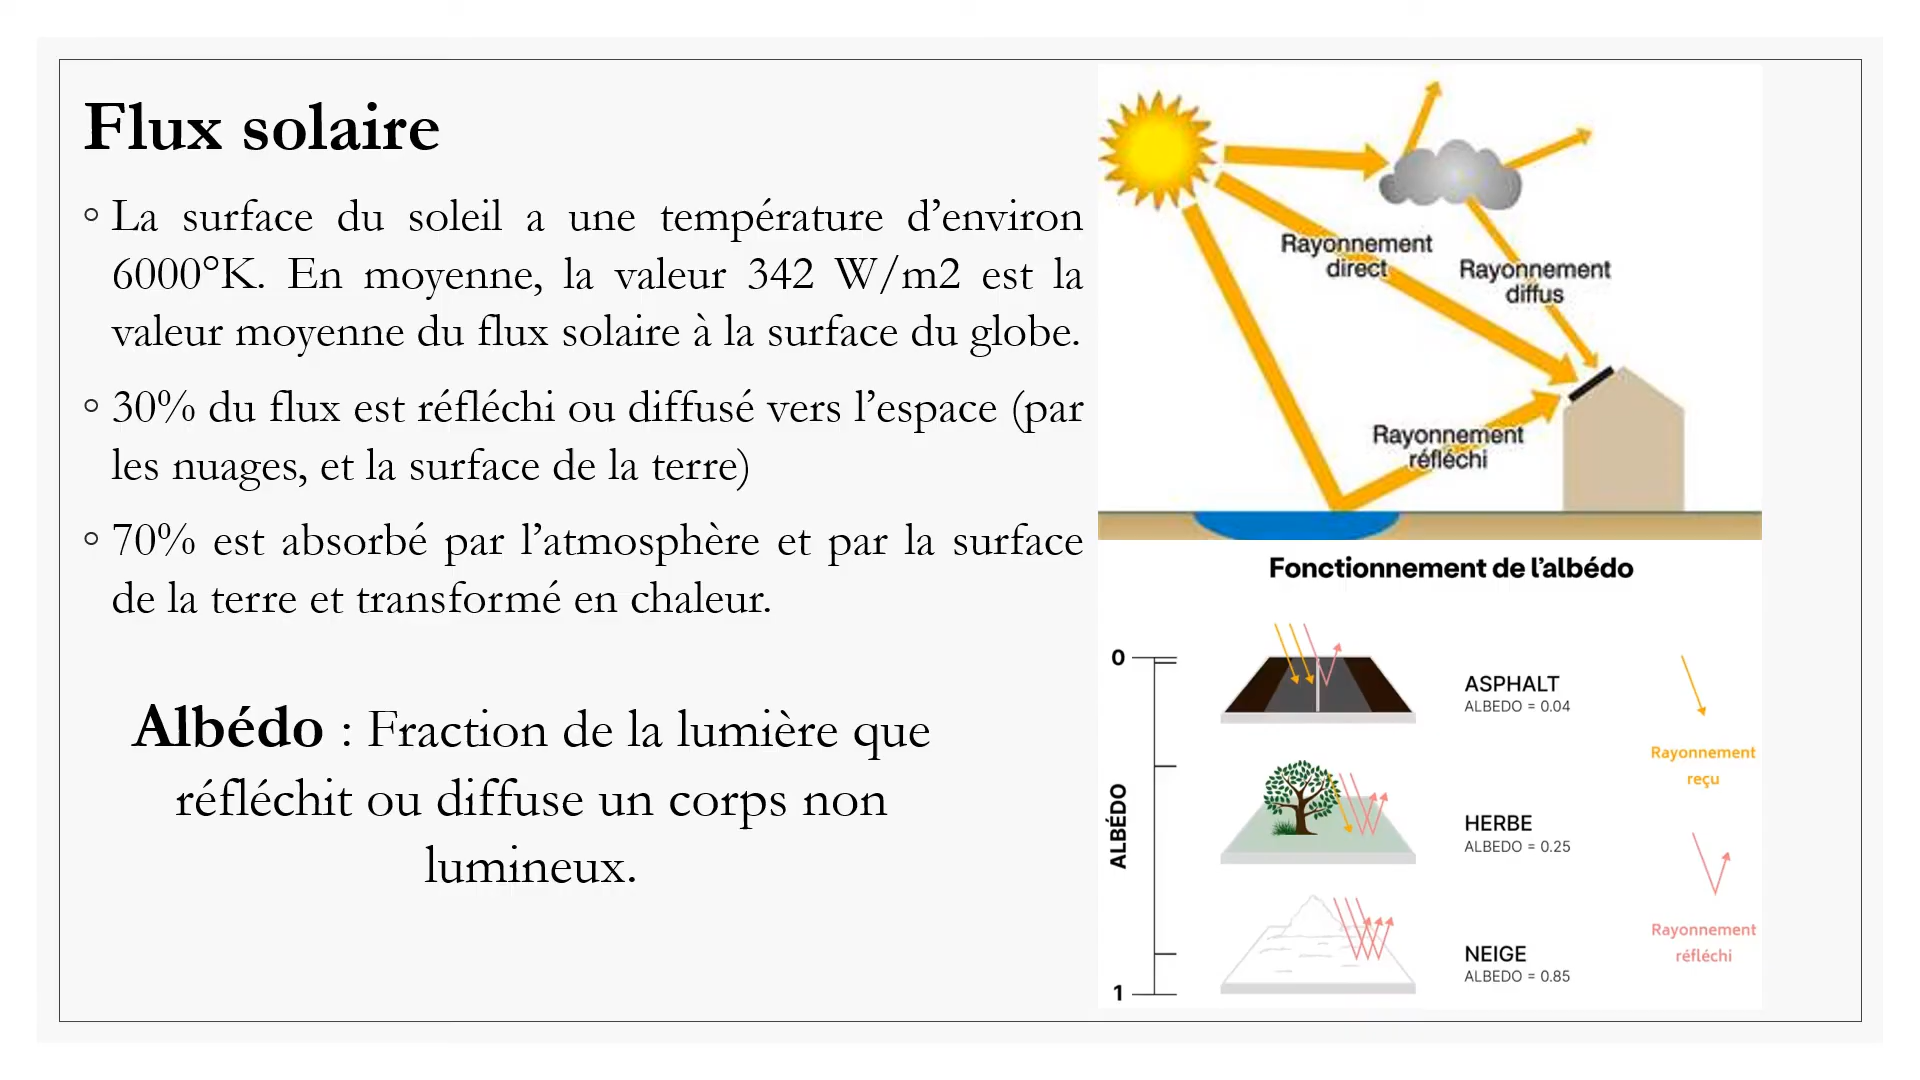 Flux solaire
◦ La surface du soleil a une température d’environ
6000°K. En moyenne, la valeur 342 W/m2 est la
valeur moyenne du flux solaire à la surface du globe.
◦ 30% du flux est réfléchi ou diffusé vers l’espace (par
les nuages, et la surface de la terre)
◦ 70% est absorbé par l’atmosphère et par la surface
de la terre et transformé en chaleur.
Albédo : Fraction de la lumière que
réfléchit ou diffuse un corps non
lumineux.
Rayonnement
direct
Rayonnement
diffus
Rayonnement
réfléchi
Fonctionnement de l’albédo
ALBÉDO
0
1
ASPHALT
ALBEDO = 0.04
HERBE
ALBEDO = 0.25
NEIGE
ALBEDO = 0.85
Rayonnement
reçu
Rayonnement
réfléchi